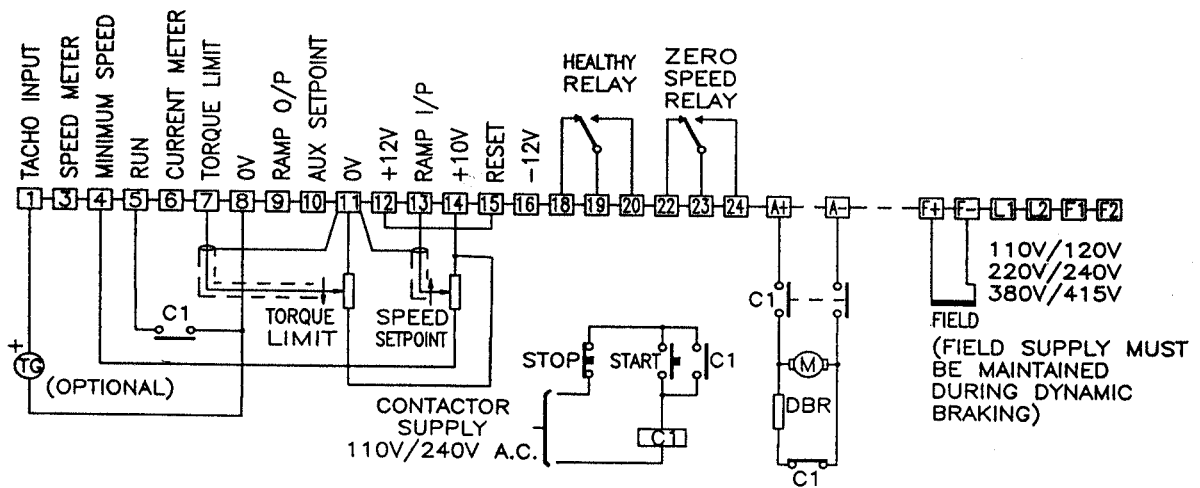 TACHO INPUT
SPEED METER
MINIMUM SPEED
RUN
CURRENT METER
TORQUE LIMIT
0V
RAMP O/P
AUX SETPOINT
0V
+12V
RAMP I/P
+10V
RESET
-12V
HEALTHY
RELAY
ZERO
SPEED
RELAY
1 3 4 5 6 7 8 9 10 11 12 13 14 15 16 18 19 20 22 23 24 A+ A- F+ F- L1 L2 F1 F2
110V/120V
220V/240V
380V/415V
C1
TORQUE
LIMIT
SPEED
SETPOINT
C1
FIELD
(FIELD SUPPLY MUST
BE MAINTAINED
DURING DYNAMIC
BRAKING)
+
TG
(OPTIONAL)
STOP
START
C1
M
CONTACTOR
SUPPLY
110V/240V A.C.
C1
DBR
C1